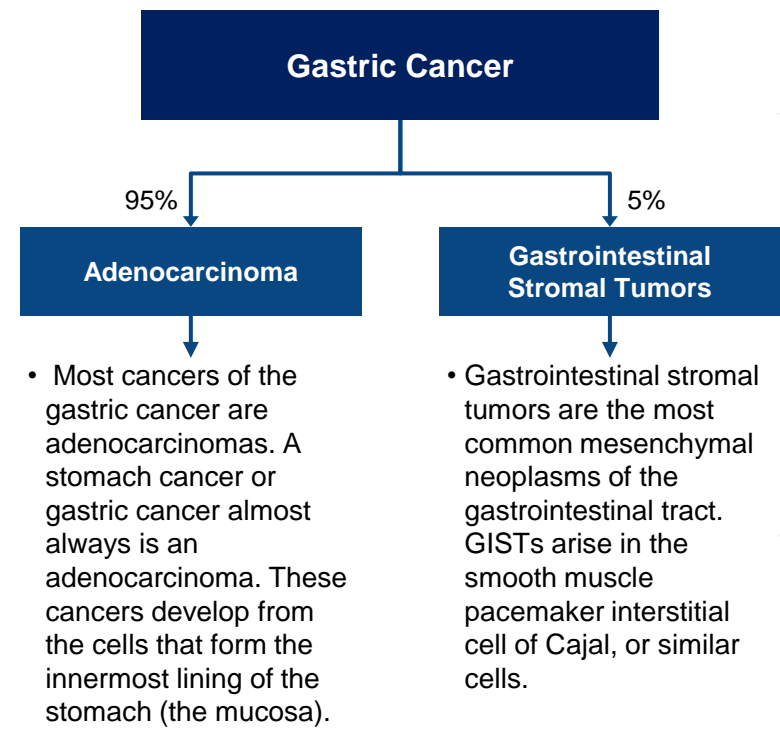 Gastric Cancer
95%
5%
Adenocarcinoma
Gastrointestinal
Stromal Tumors
• Most cancers of the
gastric cancer are
adenocarcinomas. A
stomach cancer or
gastric cancer almost
always is an
adenocarcinoma. These
cancers develop from
the cells that form the
innermost lining of the
stomach (the mucosa).
• Gastrointestinal stromal
tumors are the most
common mesenchymal
neoplasms of the
gastrointestinal tract.
GISTs arise in the
smooth muscle
pacemaker interstitial
cell of Cajal, or similar
cells.